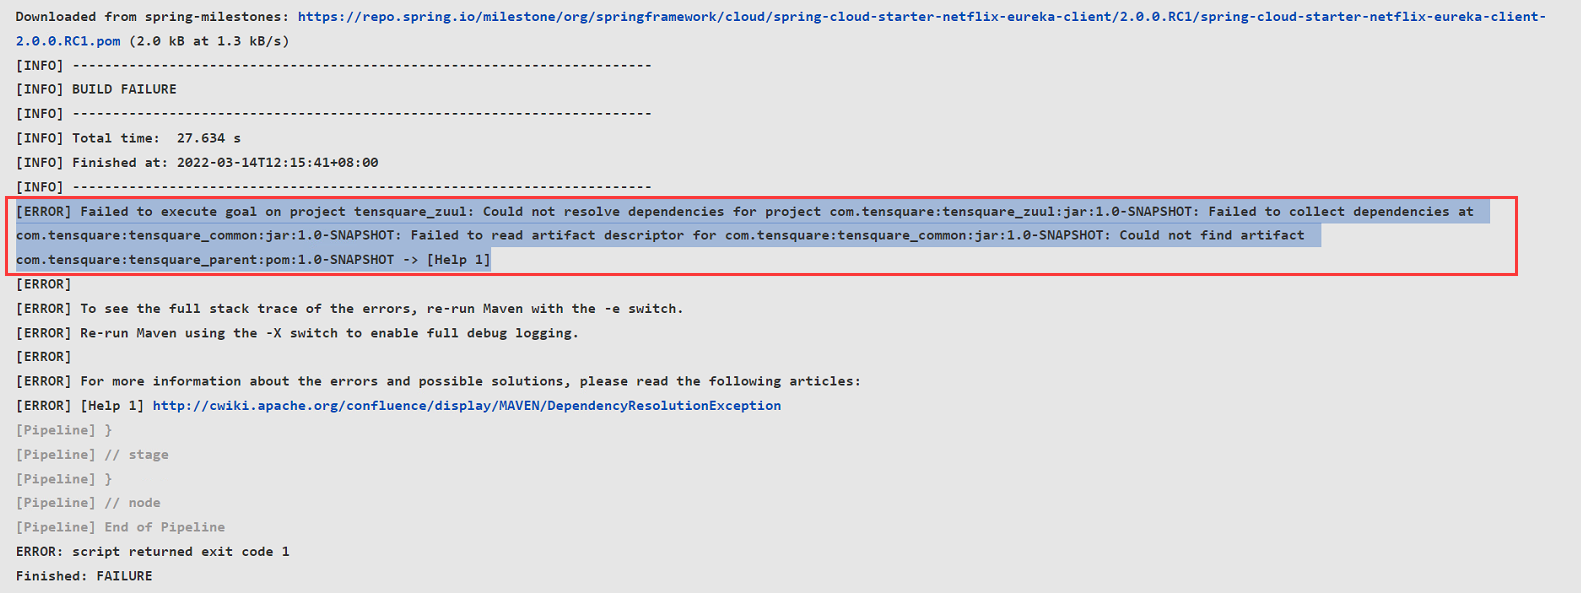 Downloaded from spring-milestones: https://repo.spring.io/milestone/org/springframework/cloud/spring-cloud-starter-netflix-eureka-client/2.0.0.RC1/spring-cloud-starter-netflix-eureka-client-
2.0.0.RC1.pom (2.0 kB at 1.3 kB/s)
[INFO] ------------------------------------------------------------------------
[INFO] BUILD FAILURE
[INFO] ------------------------------------------------------------------------
[INFO] Total time:  27.634 s
[INFO] Finished at: 2022-03-14T12:15:41+08:00
[INFO] ------------------------------------------------------------------------
[ERROR] Failed to execute goal on project tensquare_zuul: Could not resolve dependencies for project com.tensquare:tensquare_zuul:jar:1.0-SNAPSHOT: Failed to collect dependencies at
com.tensquare:tensquare_common:jar:1.0-SNAPSHOT: Failed to read artifact descriptor for com.tensquare:tensquare_common:jar:1.0-SNAPSHOT: Could not find artifact
com.tensquare:tensquare_parent:pom:1.0-SNAPSHOT -> [Help 1]
[ERROR]
[ERROR] To see the full stack trace of the errors, re-run Maven with the -e switch.
[ERROR] Re-run Maven using the -X switch to enable full debug logging.
[ERROR]
[ERROR] For more information about the errors and possible solutions, please read the following articles:
[ERROR] [Help 1] http://cwiki.apache.org/confluence/display/MAVEN/DependencyResolutionException
[Pipeline] }
[Pipeline] // stage
[Pipeline] }
[Pipeline] // node
[Pipeline] End of Pipeline
ERROR: script returned exit code 1
Finished: FAILURE